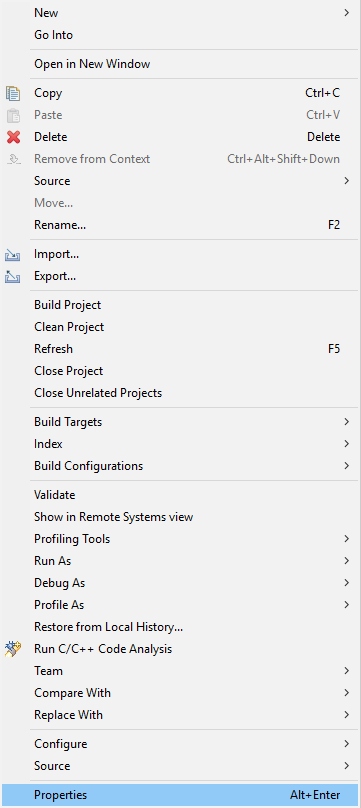 New
Go Into
Open in New Window
Copy Ctrl+C
Paste Ctrl+V
Delete Delete
Remove from Context Ctrl+Alt+Shift+Down
Source
Move...
Rename... F2
Import...
Export...
Build Project
Clean Project
Refresh F5
Close Project
Close Unrelated Projects
Build Targets
Index
Build Configurations
Validate
Show in Remote Systems view
Profiling Tools
Run As
Debug As
Profile As
Restore from Local History...
Run C/C++ Code Analysis
Team
Compare With
Replace With
Configure
Source
Properties Alt+Enter